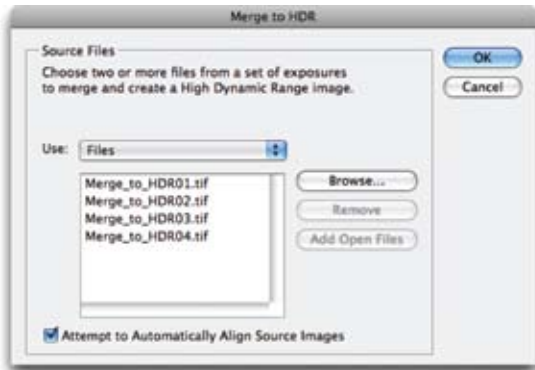 Merge to HDR
Source Files
Choose two or more files from a set of exposures
to merge and create a High Dynamic Range image.
OK
Cancel
Use: Files
Merge_to_HDR01.tif
Merge_to_HDR02.tif
Merge_to_HDR03.tif
Merge_to_HDR04.tif
Browse...
Remove
Add Open Files
Attempt to Automatically Align Source Images